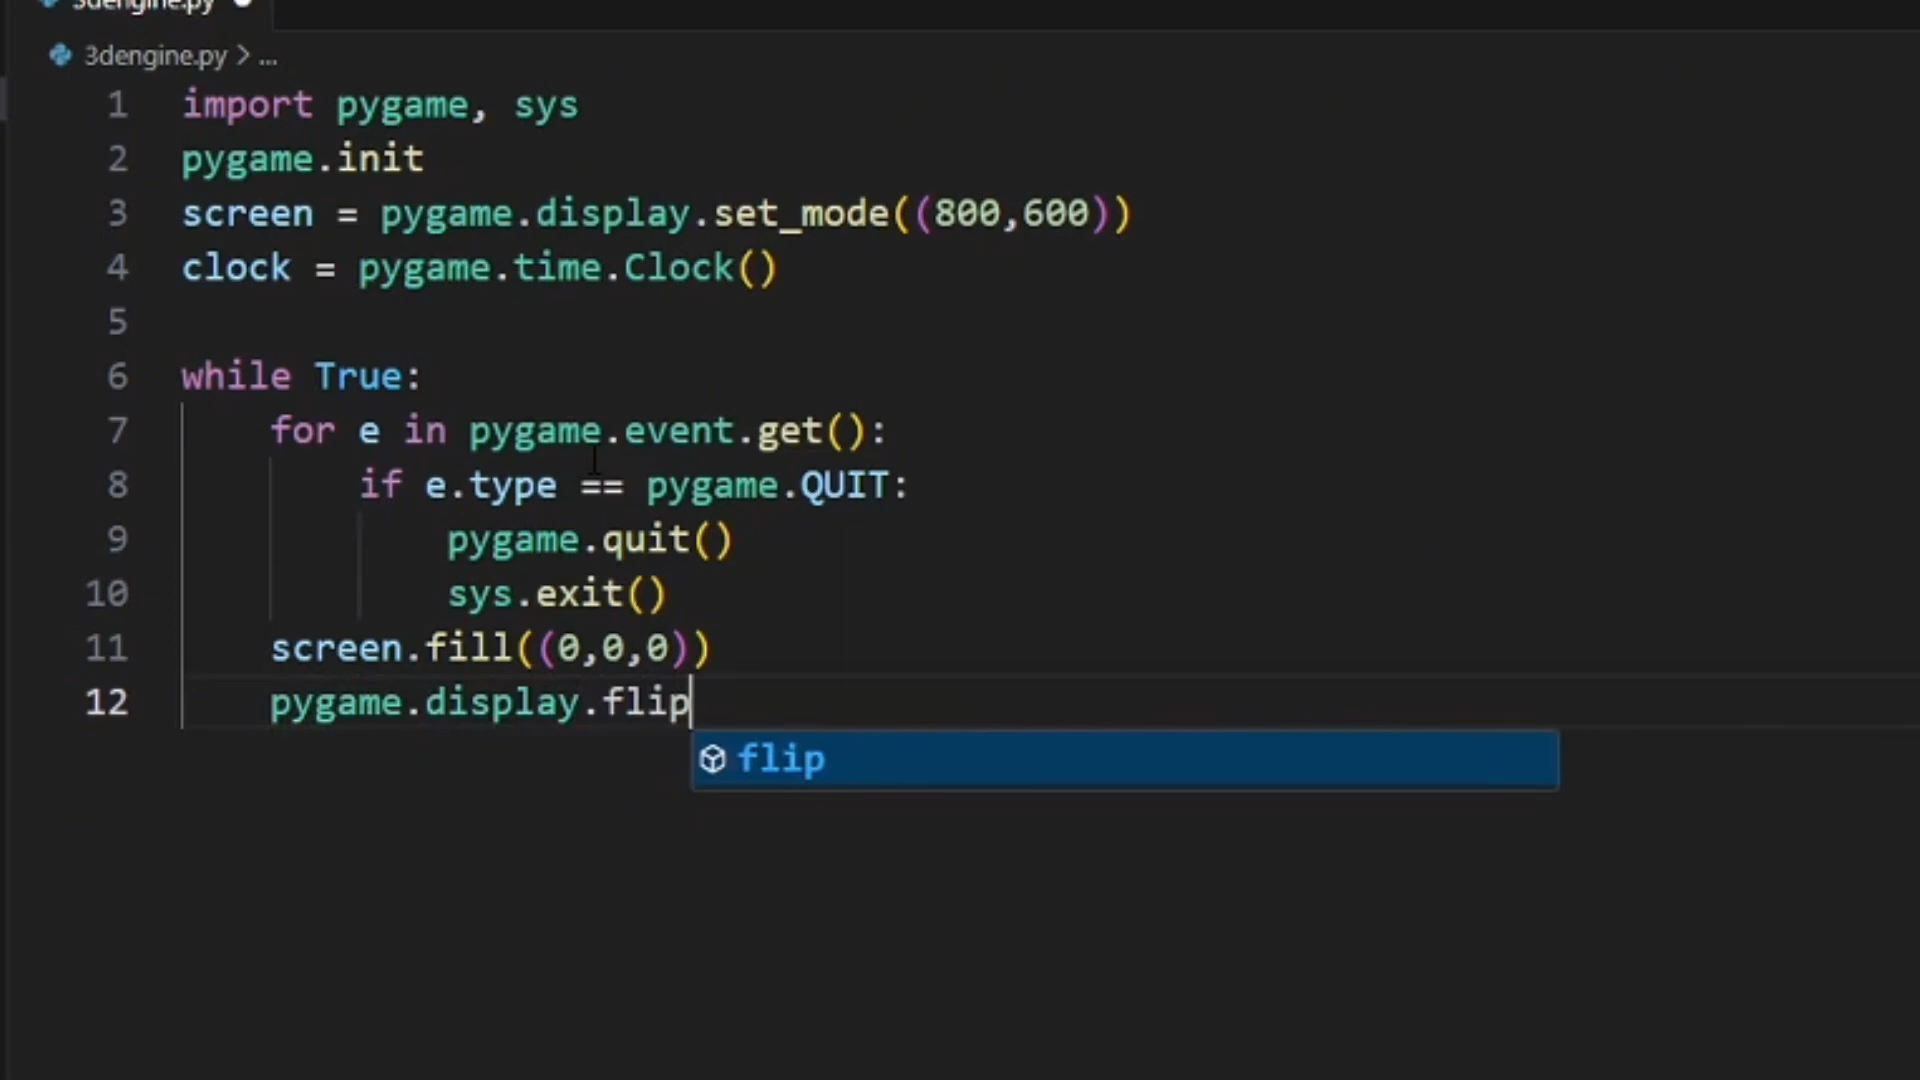 3dengine.py
3dengine.py > ...
1 import pygame, sys
2 pygame.init
3 screen = pygame.display.set_mode((800,600))
4 clock = pygame.time.Clock()
5
6 while True:
7 for e in pygame.event.get():
8 if e.type == pygame.QUIT:
9 pygame.quit()
10 sys.exit()
11 screen.fill((0,0,0))
12 pygame.display.flip
flip